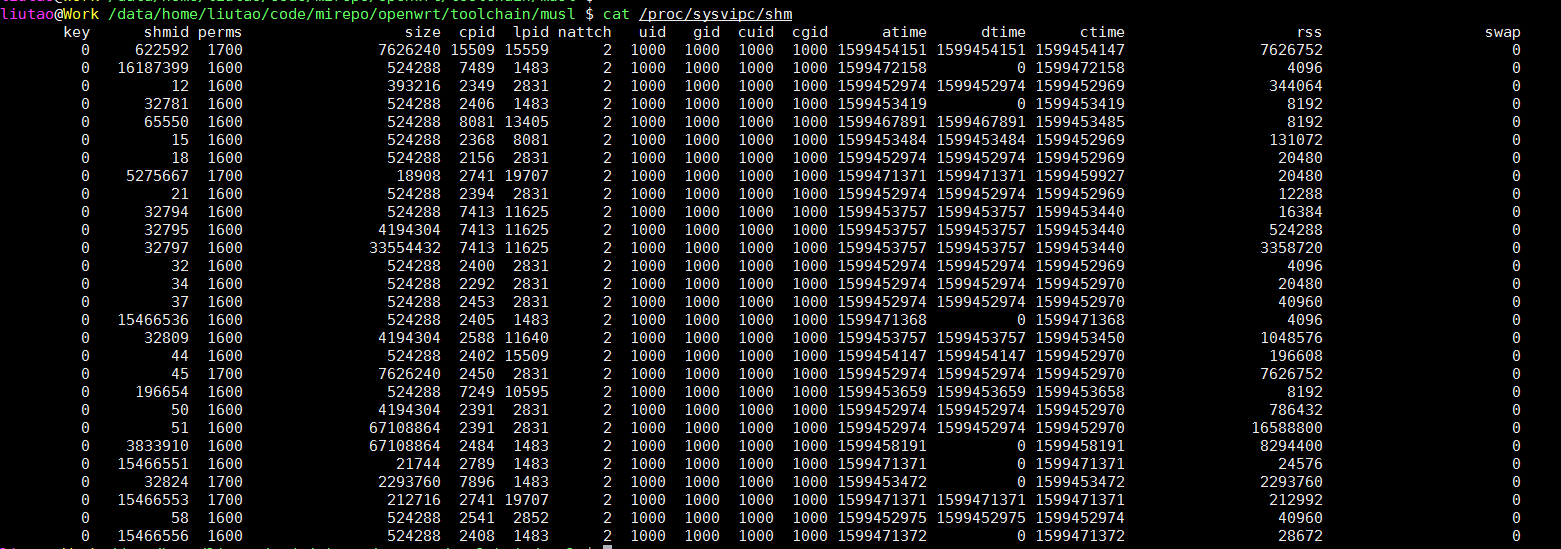 liutao@Work /data/home/liutao/code/mirepo/openwrt/toolchain/musl $
liutao@Work /data/home/liutao/code/mirepo/openwrt/toolchain/musl $ cat /proc/sysvipc/shm
key shmid perms size cpid lpid nattch uid gid cuid cgid atime dtime ctime rss swap
0 622592 1700 7626240 15509 15559 2 1000 1000 1000 1000 1599454151 1599454151 1599454147 7626752 0
0 16187399 1600 524288 7489 1483 2 1000 1000 1000 1000 1599472158 0 1599472158 4096 0
0 12 1600 393216 2349 2831 2 1000 1000 1000 1000 1599452974 1599452974 1599452969 344064 0
0 32781 1600 524288 2406 1483 2 1000 1000 1000 1000 1599453419 0 1599453419 8192 0
0 65550 1600 524288 8081 13405 2 1000 1000 1000 1000 1599467891 1599467891 1599453485 8192 0
0 15 1600 524288 2368 8081 2 1000 1000 1000 1000 1599453484 1599453484 1599452969 131072 0
0 18 1600 524288 2156 2831 2 1000 1000 1000 1000 1599452974 1599452974 1599452969 20480 0
0 5275667 1700 18908 2741 19707 2 1000 1000 1000 1000 1599471371 1599471371 1599459927 20480 0
0 21 1600 524288 2394 2831 2 1000 1000 1000 1000 1599452974 1599452974 1599452969 12288 0
0 32794 1600 524288 7413 11625 2 1000 1000 1000 1000 1599453757 1599453757 1599453440 16384 0
0 32795 1600 4194304 7413 11625 2 1000 1000 1000 1000 1599453757 1599453757 1599453440 524288 0
0 32797 1600 33554432 7413 11625 2 1000 1000 1000 1000 1599453757 1599453757 1599453440 3358720 0
0 32 1600 524288 2400 2831 2 1000 1000 1000 1000 1599452974 1599452974 1599452969 4096 0
0 34 1600 524288 2292 2831 2 1000 1000 1000 1000 1599452974 1599452974 1599452970 20480 0
0 37 1600 524288 2453 2831 2 1000 1000 1000 1000 1599452974 1599452974 1599452970 40960 0
0 15466536 1600 524288 2405 1483 2 1000 1000 1000 1000 1599471368 0 1599471368 4096 0
0 32809 1600 4194304 2588 11640 2 1000 1000 1000 1000 1599453757 1599453757 1599453450 1048576 0
0 44 1600 524288 2402 15509 2 1000 1000 1000 1000 1599454147 1599454147 1599452970 196608 0
0 45 1700 7626240 2450 2831 2 1000 1000 1000 1000 1599452974 1599452974 1599452970 7626752 0
0 196654 1600 524288 7249 10595 2 1000 1000 1000 1000 1599453659 1599453659 1599453658 8192 0
0 50 1600 4194304 2391 2831 2 1000 1000 1000 1000 1599452974 1599452974 1599452970 786432 0
0 51 1600 67108864 2391 2831 2 1000 1000 1000 1000 1599452974 1599452974 1599452970 16588800 0
0 3833910 1600 67108864 2484 1483 2 1000 1000 1000 1000 1599458191 0 1599458191 8294400 0
0 15466551 1600 21744 2789 1483 2 1000 1000 1000 1000 1599471371 0 1599471371 24576 0
0 32824 1700 2293760 7896 1483 2 1000 1000 1000 1000 1599453472 0 1599453472 2293760 0
0 15466553 1700 212716 2741 19707 2 1000 1000 1000 1000 1599471371 1599471371 1599471371 212992 0
0 58 1600 524288 2541 2852 2 1000 1000 1000 1000 1599452975 1599452975 1599452974 40960 0
0 15466556 1600 524288 2408 1483 2 1000 1000 1000 1000 1599471372 0 1599471372 28672 0